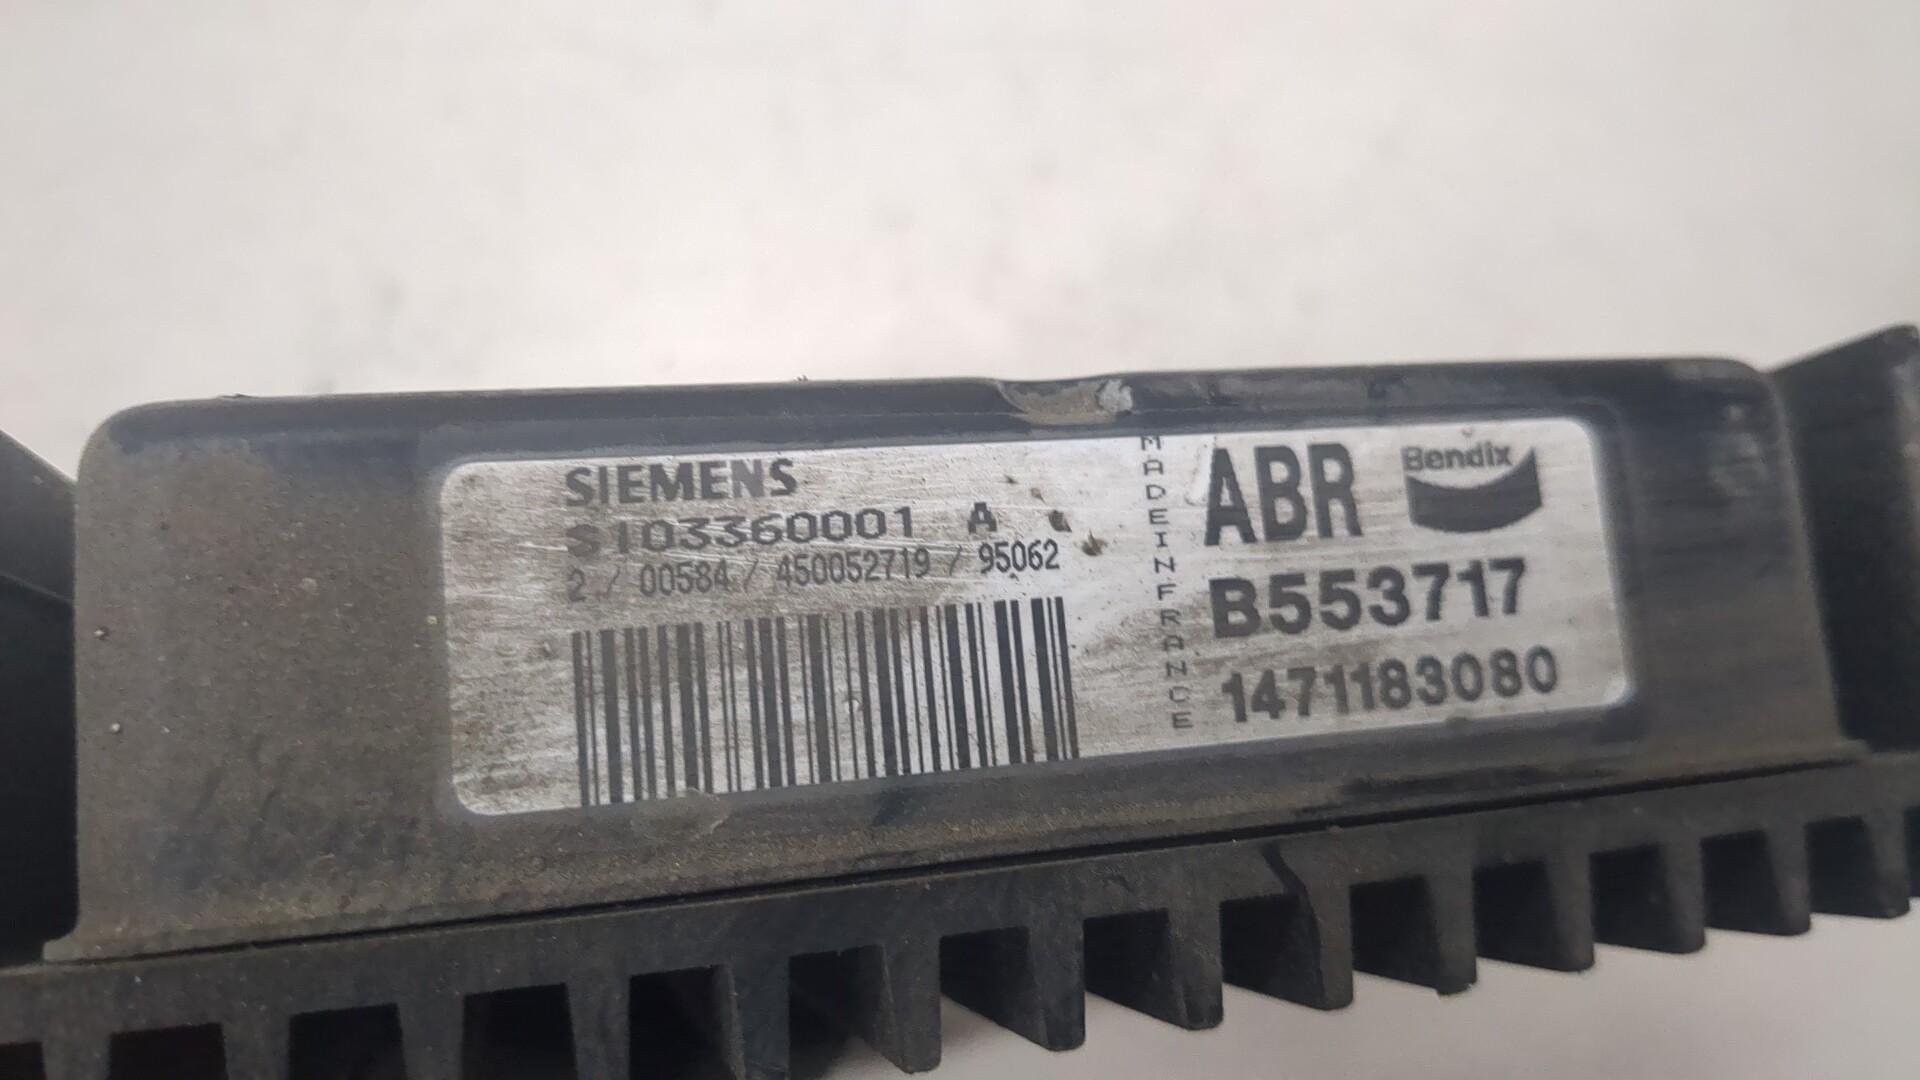 SIEMENS
S103360001 A
2 / 00584 / 450052719 / 95062
MADE IN FRANCE
ABR Bendix
B553717
1471183080